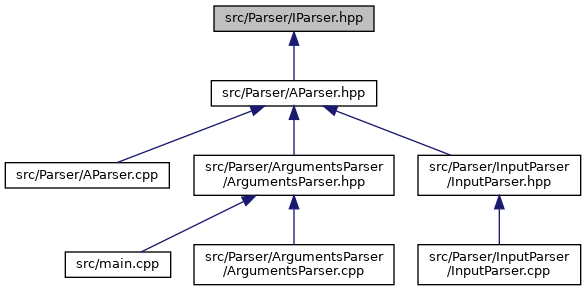 src/Parser/IParser.hpp
src/Parser/AParser.hpp
src/Parser/AParser.cpp
src/Parser/ArgumentsParser
/ArgumentsParser.hpp
src/Parser/InputParser
/InputParser.hpp
src/main.cpp
src/Parser/ArgumentsParser
/ArgumentsParser.cpp
src/Parser/InputParser
/InputParser.cpp